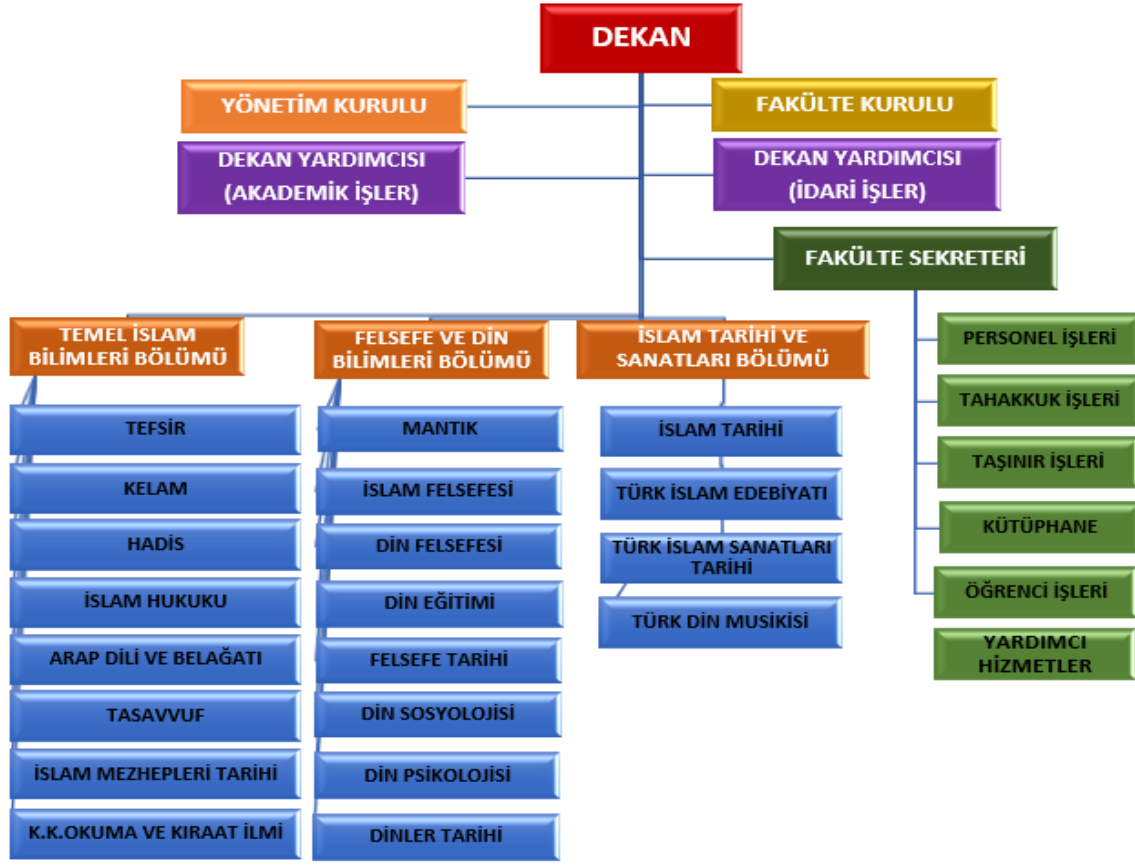 DEKAN
YÖNETİM KURULU
FAKÜLTE KURULU
DEKAN YARDIMCISI
(AKADEMİK İŞLER)
DEKAN YARDIMCISI
(İDARİ İŞLER)
FAKÜLTE SEKRETERİ
TEMEL İSLAM
BİLİMLERİ BÖLÜMÜ
TEFSİR
KELAM
HADİS
İSLAM HUKUKU
ARAP DİLİ VE BELAĞATI
TASAVVUF
İSLAM MEZHEPLERİ TARİHİ
K.K.OKUMA VE KIRAAT İLMİ
FELSEFE VE DİN
BİLİMLERİ BÖLÜMÜ
MANTIK
İSLAM FELSEFESİ
DİN FELSEFESİ
DİN EĞİTİMİ
FELSEFE TARİHİ
DİN SOSYOLOJİSİ
DİN PSİKOLOJİSİ
DİNLER TARİHİ
İSLAM TARİHİ VE
SANATLARI BÖLÜMÜ
İSLAM TARİHİ
TÜRK İSLAM EDEBİYATI
TÜRK İSLAM SANATLARI
TARİHİ
TÜRK DİN MUSIKİSİ
PERSONEL İŞLERİ
TAHAKKUK İŞLERİ
TAŞINIR İŞLERİ
KÜTÜPHANE
ÖĞRENCİ İŞLERİ
YARDIMCI
HİZMETLER